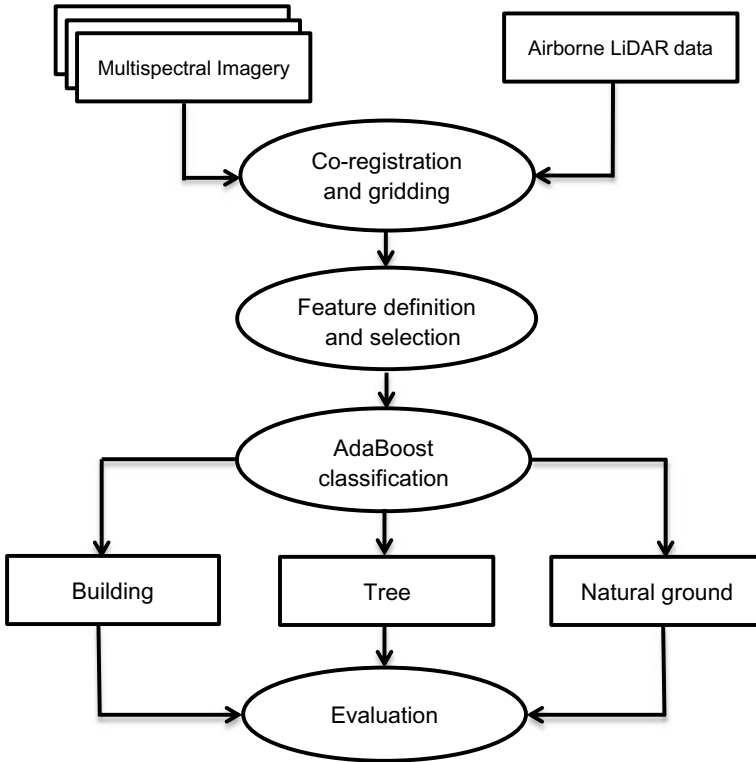 Multispectral Imagery
Airborne LiDAR data
Co-registration
and gridding
Feature definition
and selection
AdaBoost
classification
Building
Tree
Natural ground
Evaluation